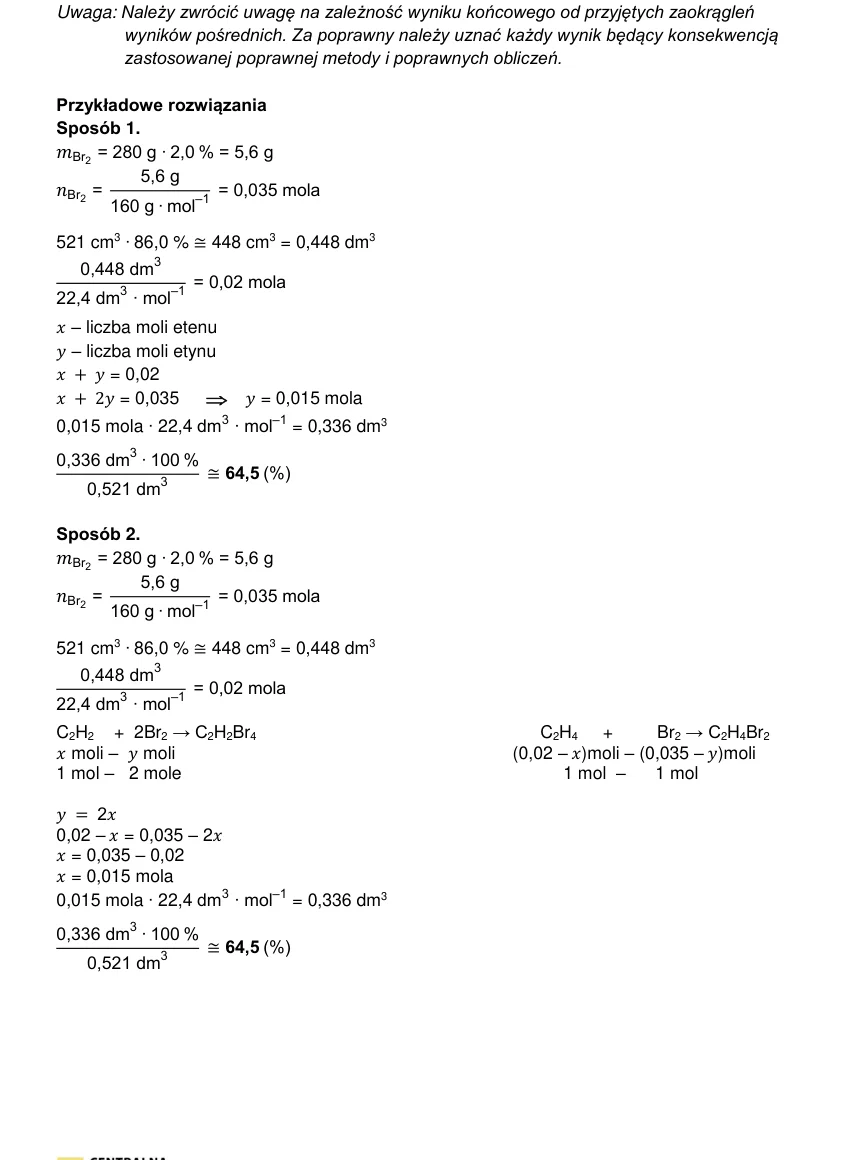 Uwaga: Należy zwrócić uwagę na zależność wyniku końcowego od przyjętych zaokrągleń
wyników pośrednich. Za poprawny należy uznać każdy wynik będący konsekwencją
zastosowanej poprawnej metody i poprawnych obliczeń.
Przykładowe rozwiązania
Sposób 1.
m_Br₂ = 280 g · 2,0 % = 5,6 g
n_Br₂ = 5,6 g / 160 g · mol⁻¹ = 0,035 mola
521 cm³ · 86,0 % ≅ 448 cm³ = 0,448 dm³
0,448 dm³ / 22,4 dm³ · mol⁻¹ = 0,02 mola
x – liczba moli etenu
y – liczba moli etynu
x + y = 0,02
x + 2y = 0,035 ⟹ y = 0,015 mola
0,015 mola · 22,4 dm³ · mol⁻¹ = 0,336 dm³
0,336 dm³ · 100 % / 0,521 dm³ ≅ 64,5 (%)
Sposób 2.
m_Br₂ = 280 g · 2,0 % = 5,6 g
n_Br₂ = 5,6 g / 160 g · mol⁻¹ = 0,035 mola
521 cm³ · 86,0 % ≅ 448 cm³ = 0,448 dm³
0,448 dm³ / 22,4 dm³ · mol⁻¹ = 0,02 mola
C₂H₂ + 2Br₂ → C₂H₂Br₄ C₂H₄ + Br₂ → C₂H₄Br₂
x moli – y moli (0,02 – x)moli – (0,035 – y)moli
1 mol – 2 mole 1 mol – 1 mol
y = 2x
0,02 – x = 0,035 – 2x
x = 0,035 – 0,02
x = 0,015 mola
0,015 mola · 22,4 dm³ · mol⁻¹ = 0,336 dm³
0,336 dm³ · 100 % / 0,521 dm³ ≅ 64,5 (%)